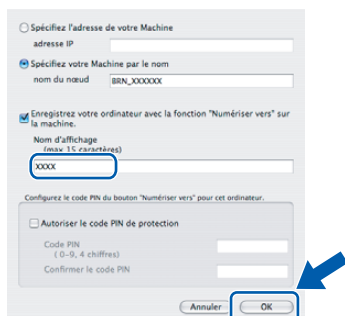 Spécifiez l'adresse de votre Machine
adresse IP
Spécifiez votre Machine par le nom
nom du nœud BRN_XXXXXX
Enregistrez votre ordinateur avec la fonction "Numériser vers" sur
la machine.
Nom d'affichage
(max 15 caractères)
XXXX
Configurez le code PIN du bouton "Numériser vers" pour cet ordinateur.
Autoriser le code PIN de protection
Code PIN
( 0-9, 4 chiffres)
Confirmer le code PIN
Annuler OK